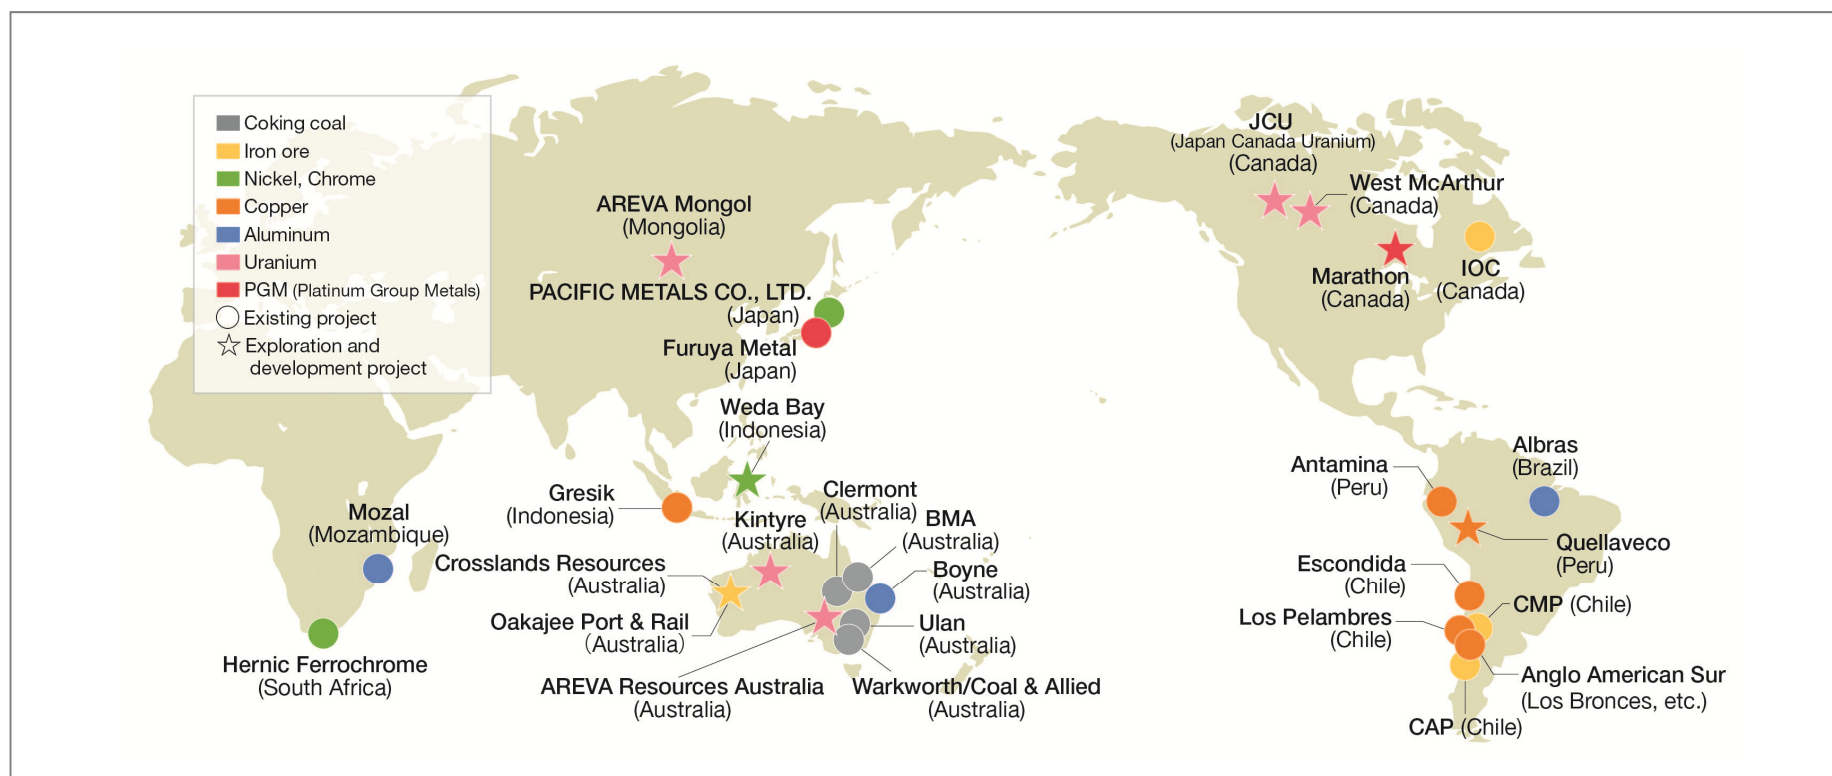 Coking coal
Iron ore
Nickel, Chrome
Copper
Aluminum
Uranium
PGM (Platinum Group Metals)
Existing project
Exploration and
development project
AREVA Mongol
(Mongolia)
PACIFIC METALS CO., LTD.
(Japan)
Furuya Metal
(Japan)
Weda Bay
(Indonesia)
Gresik
(Indonesia)
Mozal
(Mozambique)
Hernic Ferrochrome
(South Africa)
Clermont
(Australia)
BMA
(Australia)
Kintyre
(Australia)
Crosslands Resources
(Australia)
Boyne
(Australia)
Oakajee Port & Rail
(Australia)
Ulan
(Australia)
AREVA Resources Australia
(Australia)
Warkworth/Coal & Allied
(Australia)
JCU
(Japan Canada Uranium)
(Canada)
West McArthur
(Canada)
Marathon
(Canada)
IOC
(Canada)
Antamina
(Peru)
Albras
(Brazil)
Quellaveco
(Peru)
Escondida
(Chile)
CMP (Chile)
Los Pelambres
(Chile)
Anglo American Sur
(Los Bronces, etc.)
CAP (Chile)